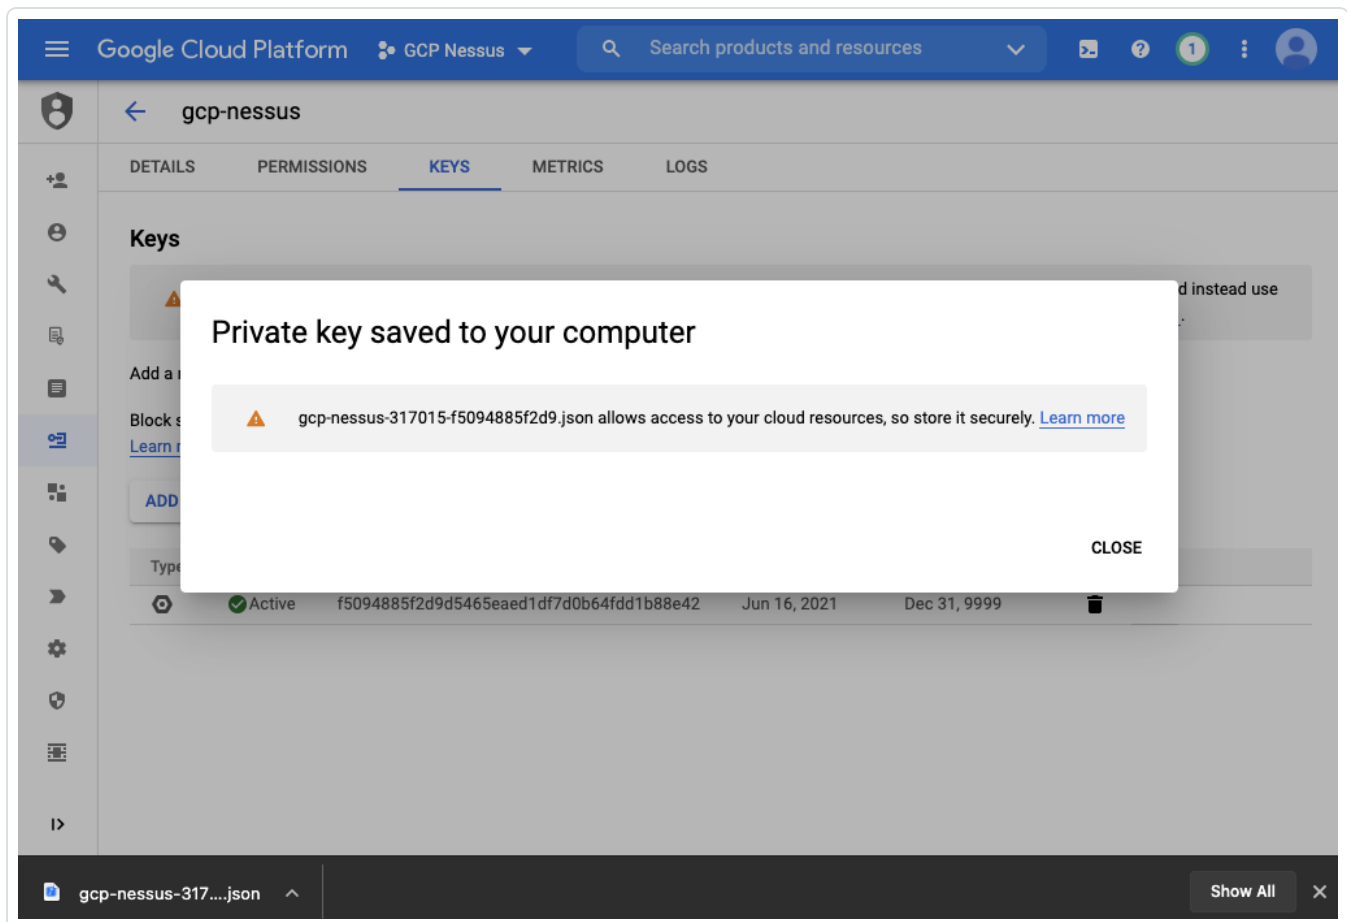 Google Cloud Platform GCP Nessus Search products and resources 1
gcp-nessus
DETAILS PERMISSIONS KEYS METRICS LOGS
Keys
d instead use
Private key saved to your computer
Add a
gcp-nessus-317015-f5094885f2d9.json allows access to your cloud resources, so store it securely. Learn more
Block s
Learn
ADD
CLOSE
Type
Active f5094885f2d9d5465eaed1df7d0b64fdd1b88e42 Jun 16, 2021 Dec 31, 9999
gcp-nessus-317....json Show All